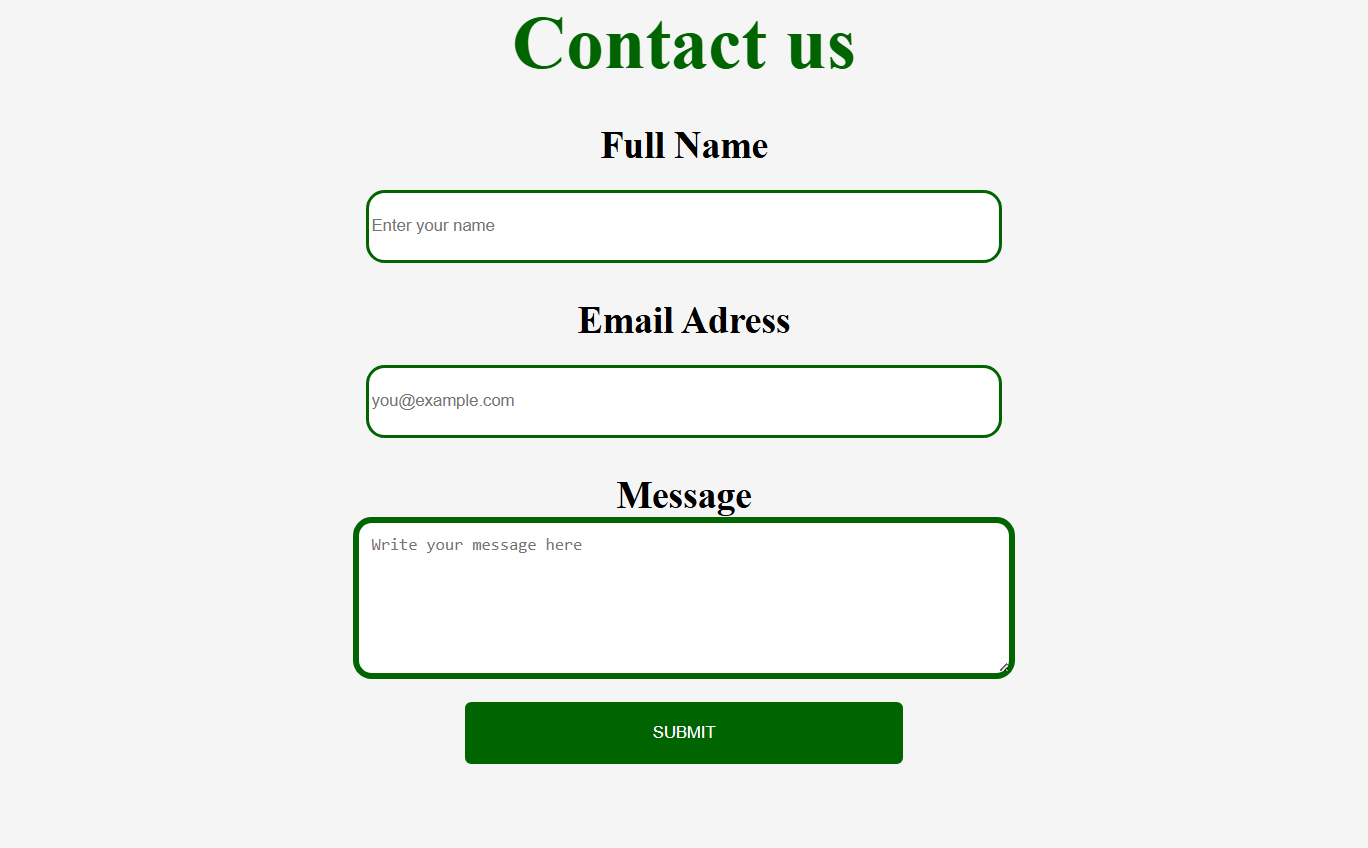 Contact us
Full Name
Enter your name
Email Adress
you@example.com
Message
Write your message here
SUBMIT